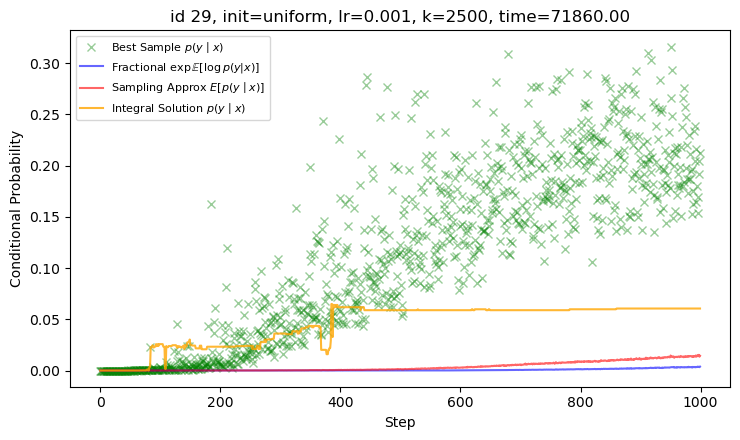 id 29, init=uniform, lr=0.001, k=2500, time=71860.00
Best Sample p(y | x)
Fractional exp𝔼[log p(y|x)]
Sampling Approx E[p(y | x)]
Integral Solution p(y | x)
Conditional Probability
0.30
0.25
0.20
0.15
0.10
0.05
0.00
0
200
400
600
800
1000
Step